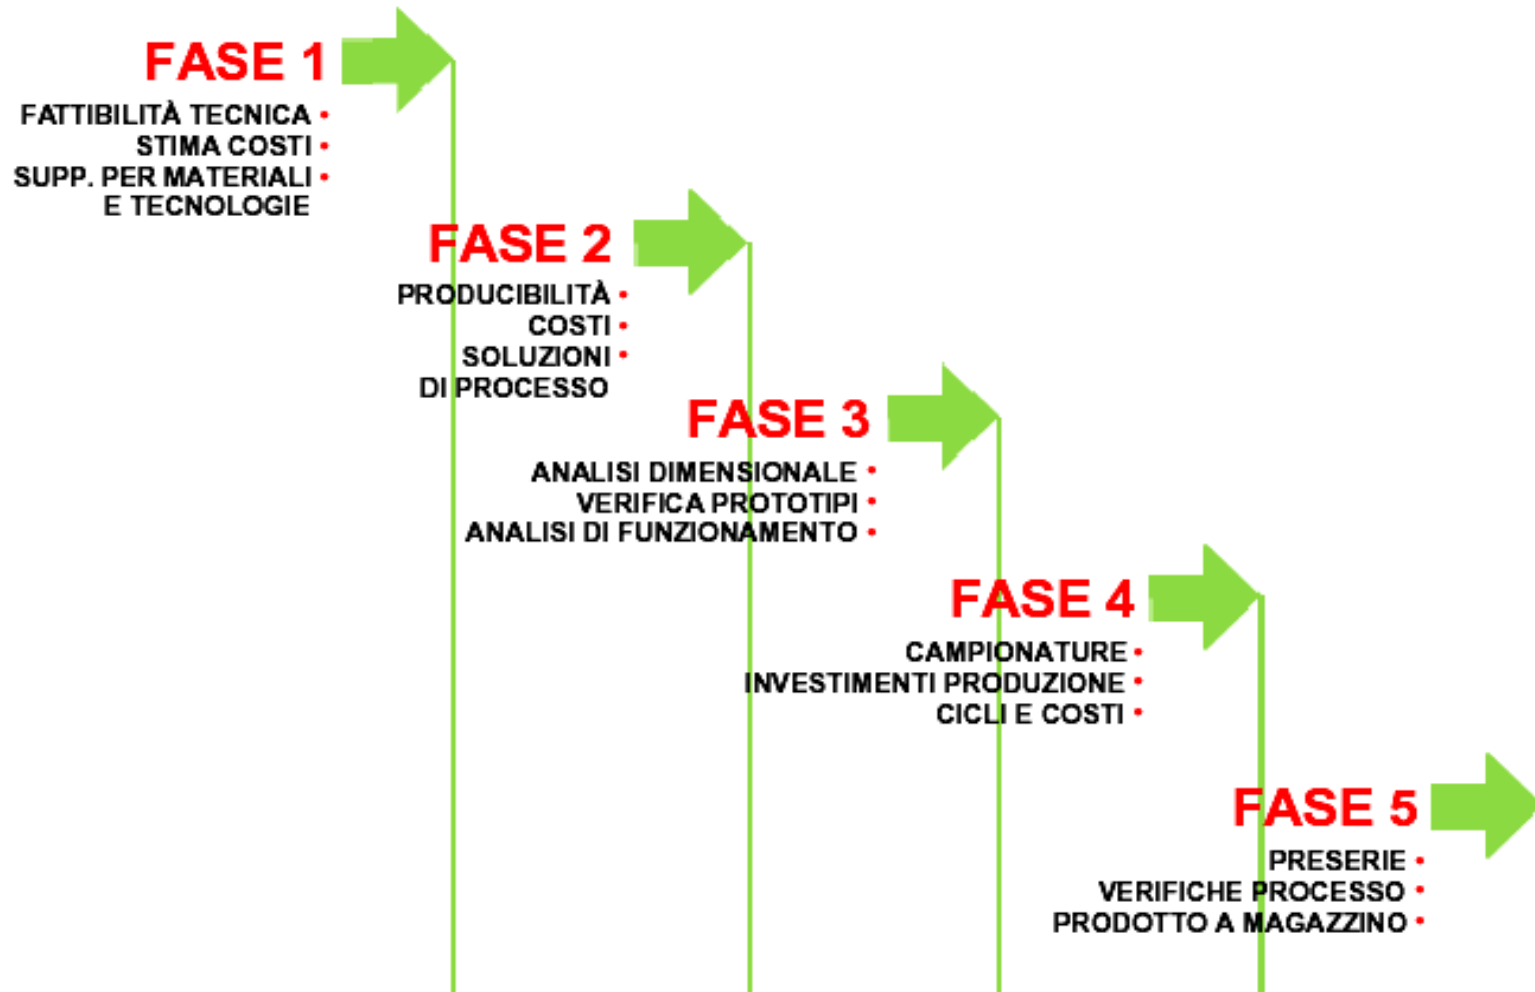 FASE 1
FATTIBILITÀ TECNICA •
STIMA COSTI •
SUPP. PER MATERIALI •
E TECNOLOGIE
FASE 2
PRODUCIBILITÀ •
COSTI •
SOLUZIONI •
DI PROCESSO
FASE 3
ANALISI DIMENSIONALE •
VERIFICA PROTOTIPI •
ANALISI DI FUNZIONAMENTO •
FASE 4
CAMPIONATURE •
INVESTIMENTI PRODUZIONE •
CICLI E COSTI •
FASE 5
PRESERIE •
VERIFICHE PROCESSO •
PRODOTTO A MAGAZZINO •